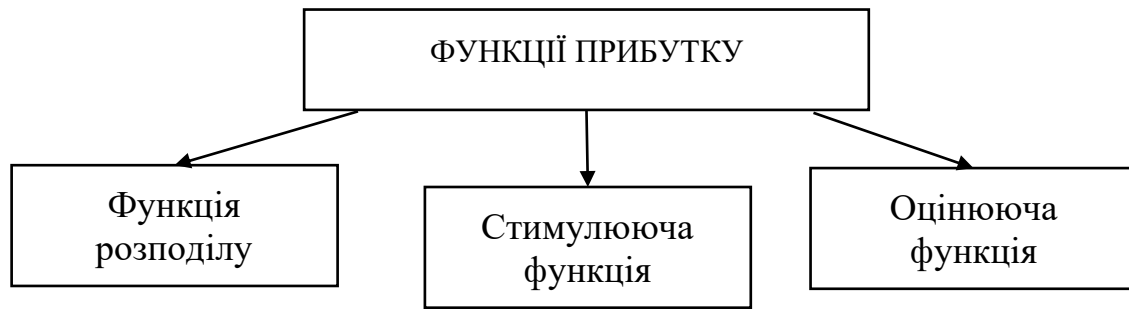 ФУНКЦІЇ ПРИБУТКУ
Функція
розподілу
Стимулююча
функція
Оцінююча
функція